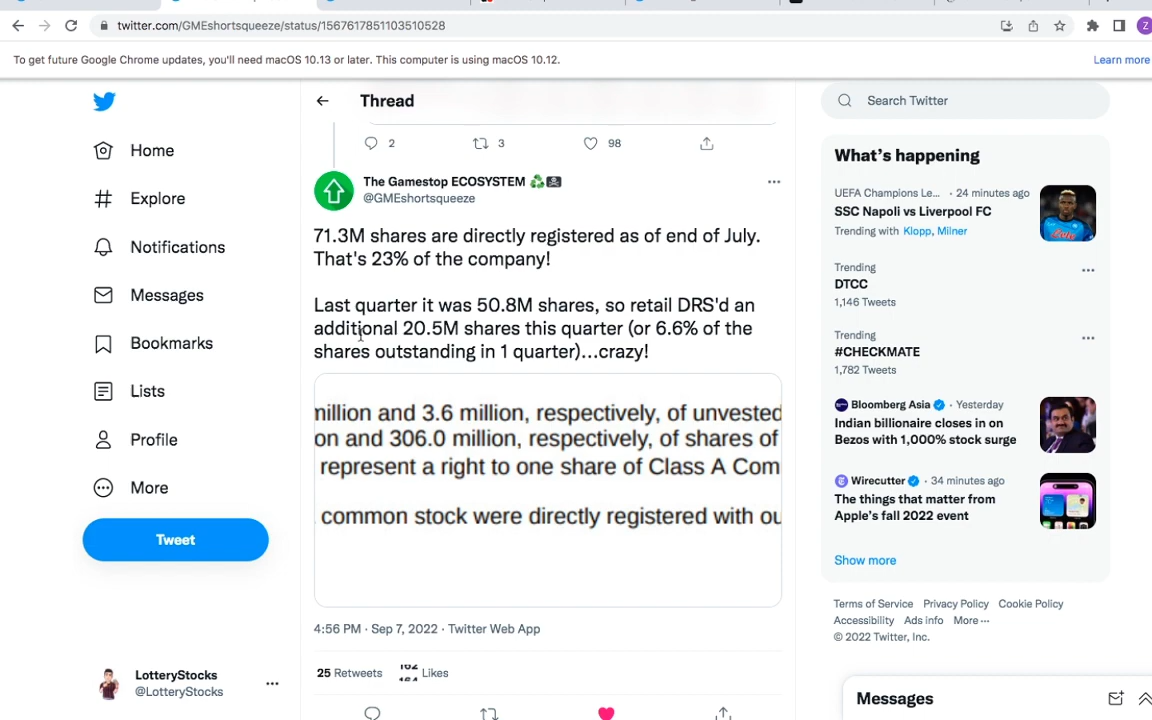 twitter.com/GMEshortsqueeze/status/1567617851103510528
To get future Google Chrome updates, you'll need macOS 10.13 or later. This computer is using macOS 10.12.
Learn more
Thread
Search Twitter
Home
Explore
Notifications
Messages
Bookmarks
Lists
Profile
More
Tweet
LotteryStocks
@LotteryStocks
2
3
98
The Gamestop ECOSYSTEM
@GMEshortsqueeze
71.3M shares are directly registered as of end of July.
That's 23% of the company!
Last quarter it was 50.8M shares, so retail DRS'd an
additional 20.5M shares this quarter (or 6.6% of the
shares outstanding in 1 quarter)...crazy!
million and 3.6 million, respectively, of unvested
on and 306.0 million, respectively, of shares of
represent a right to one share of Class A Com
common stock were directly registered with ou
4:56 PM · Sep 7, 2022 · Twitter Web App
25 Retweets
Likes
What's happening
UEFA Champions Le... · 24 minutes ago
SSC Napoli vs Liverpool FC
Trending with Klopp, Milner
Trending
DTCC
1,146 Tweets
Trending
#CHECKMATE
1,782 Tweets
Bloomberg Asia · Yesterday
Indian billionaire closes in on
Bezos with 1,000% stock surge
Wirecutter · 34 minutes ago
The things that matter from
Apple's fall 2022 event
Show more
Terms of Service Privacy Policy Cookie Policy
Accessibility Ads info More ...
© 2022 Twitter, Inc.
Messages